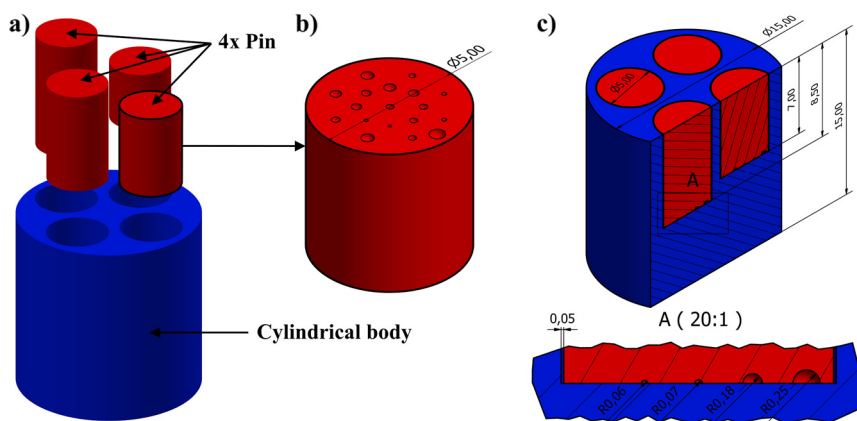 a)
4x Pin
Cylindrical body
b)
Ø5,00
c)
Ø15,00
Ø5,00
7,00
8,50
15,00
A
A ( 20:1 )
0,05
R0,06
R0,07
R0,18
R0,25